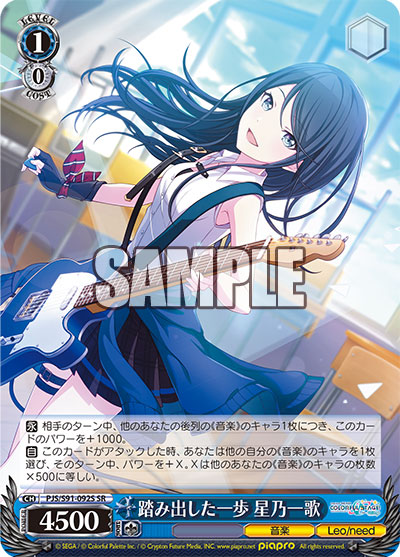 LEVEL
1
0
COST
SAMPLE
永 相手のターン中、他のあなたの後列の《音楽》のキャラ1枚につき、このカードのパワーを+1000。
自 このカードがアタックした時、あなたは他の自分の《音楽》のキャラを1枚選び、そのターン中、パワーを+X。Xは他のあなたの《音楽》のキャラの枚数×500に等しい。
CH PJS/S91-092S SR
POWER 4500
SOUL
踏み出した一歩 星乃一歌
COLORFUL STAGE!
音楽
Leo/need
© SEGA / © Colorful Palette Inc. / © Crypton Future Media, INC. www.piapro.net piapro All rights reserved.